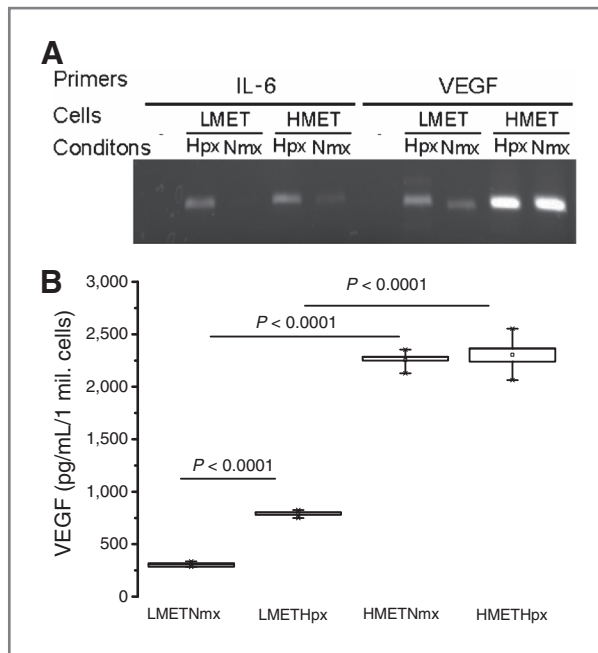 A
Primers
IL-6 VEGF
Cells
LMET HMET LMET HMET
Conditons - Hpx Nmx Hpx Nmx - Hpx Nmx Hpx Nmx
B
3,000
2,500
2,000
1,500
1,000
500
0
VEGF (pg/mL/1 mil. cells)
P < 0.0001
P < 0.0001
P < 0.0001
LMETNmx LMETHpx HMETNmx HMETHpx